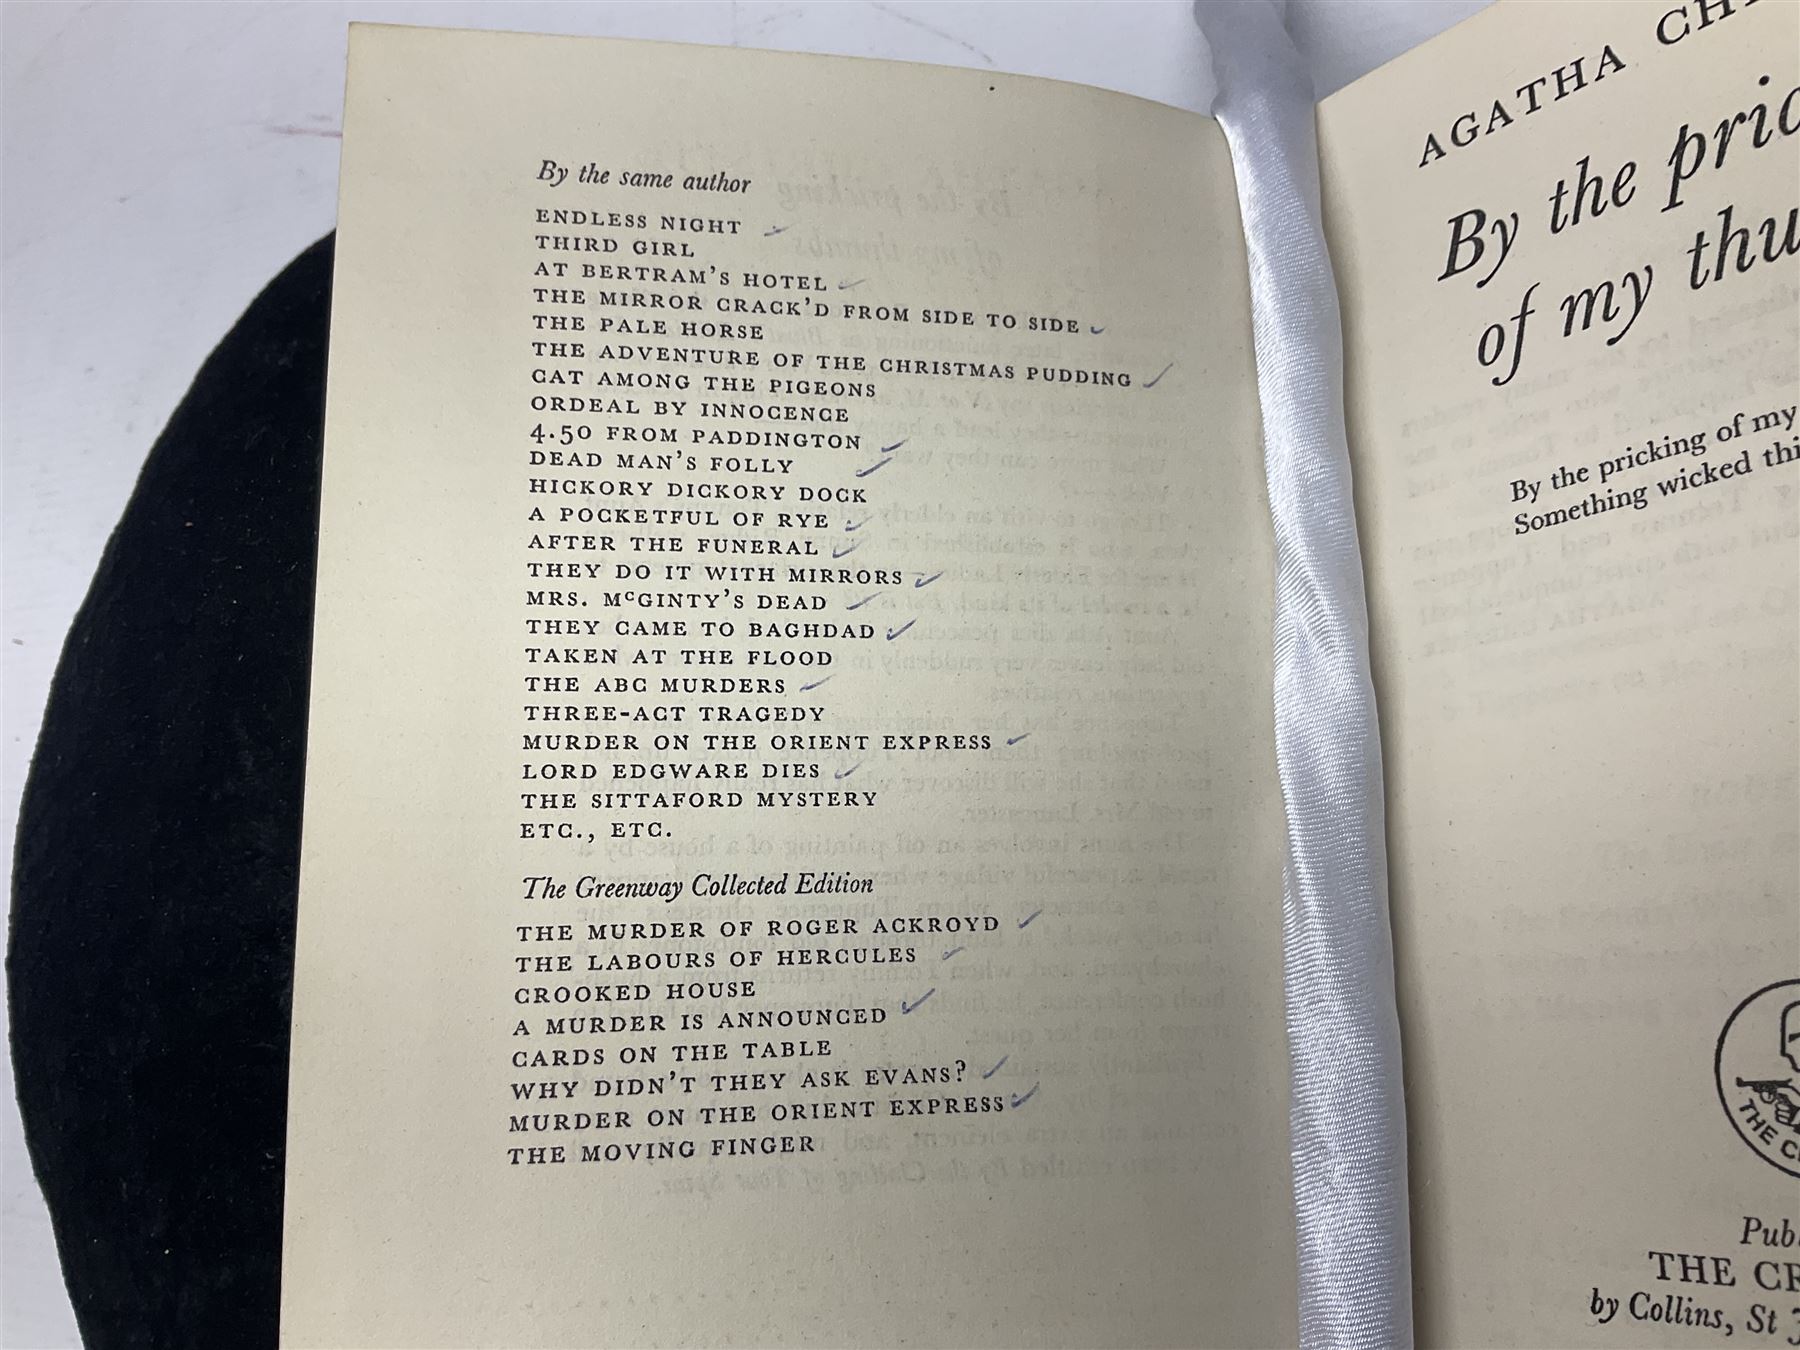 By the same author
ENDLESS NIGHT
THIRD GIRL
AT BERTRAM'S HOTEL
THE MIRROR CRACK'D FROM SIDE TO SIDE
THE PALE HORSE
THE ADVENTURE OF THE CHRISTMAS PUDDING
CAT AMONG THE PIGEONS
ORDEAL BY INNOCENCE
4.50 FROM PADDINGTON
DEAD MAN'S FOLLY
HICKORY DICKORY DOCK
A POCKETFUL OF RYE
AFTER THE FUNERAL
THEY DO IT WITH MIRRORS
MRS. McGINTY'S DEAD
THEY CAME TO BAGHDAD
TAKEN AT THE FLOOD
THE ABC MURDERS
THREE-ACT TRAGEDY
MURDER ON THE ORIENT EXPRESS
LORD EDGWARE DIES
THE SITTAFORD MYSTERY
ETC., ETC.
The Greenway Collected Edition
THE MURDER OF ROGER ACKROYD
THE LABOURS OF HERCULES
CROOKED HOUSE
A MURDER IS ANNOUNCED
CARDS ON THE TABLE
WHY DIDN'T THEY ASK EVANS?
MURDER ON THE ORIENT EXPRESS
THE MOVING FINGER
AGATHA
By the
of my
By the pricking of my
Something wicked
THE
THE
by Collins, St